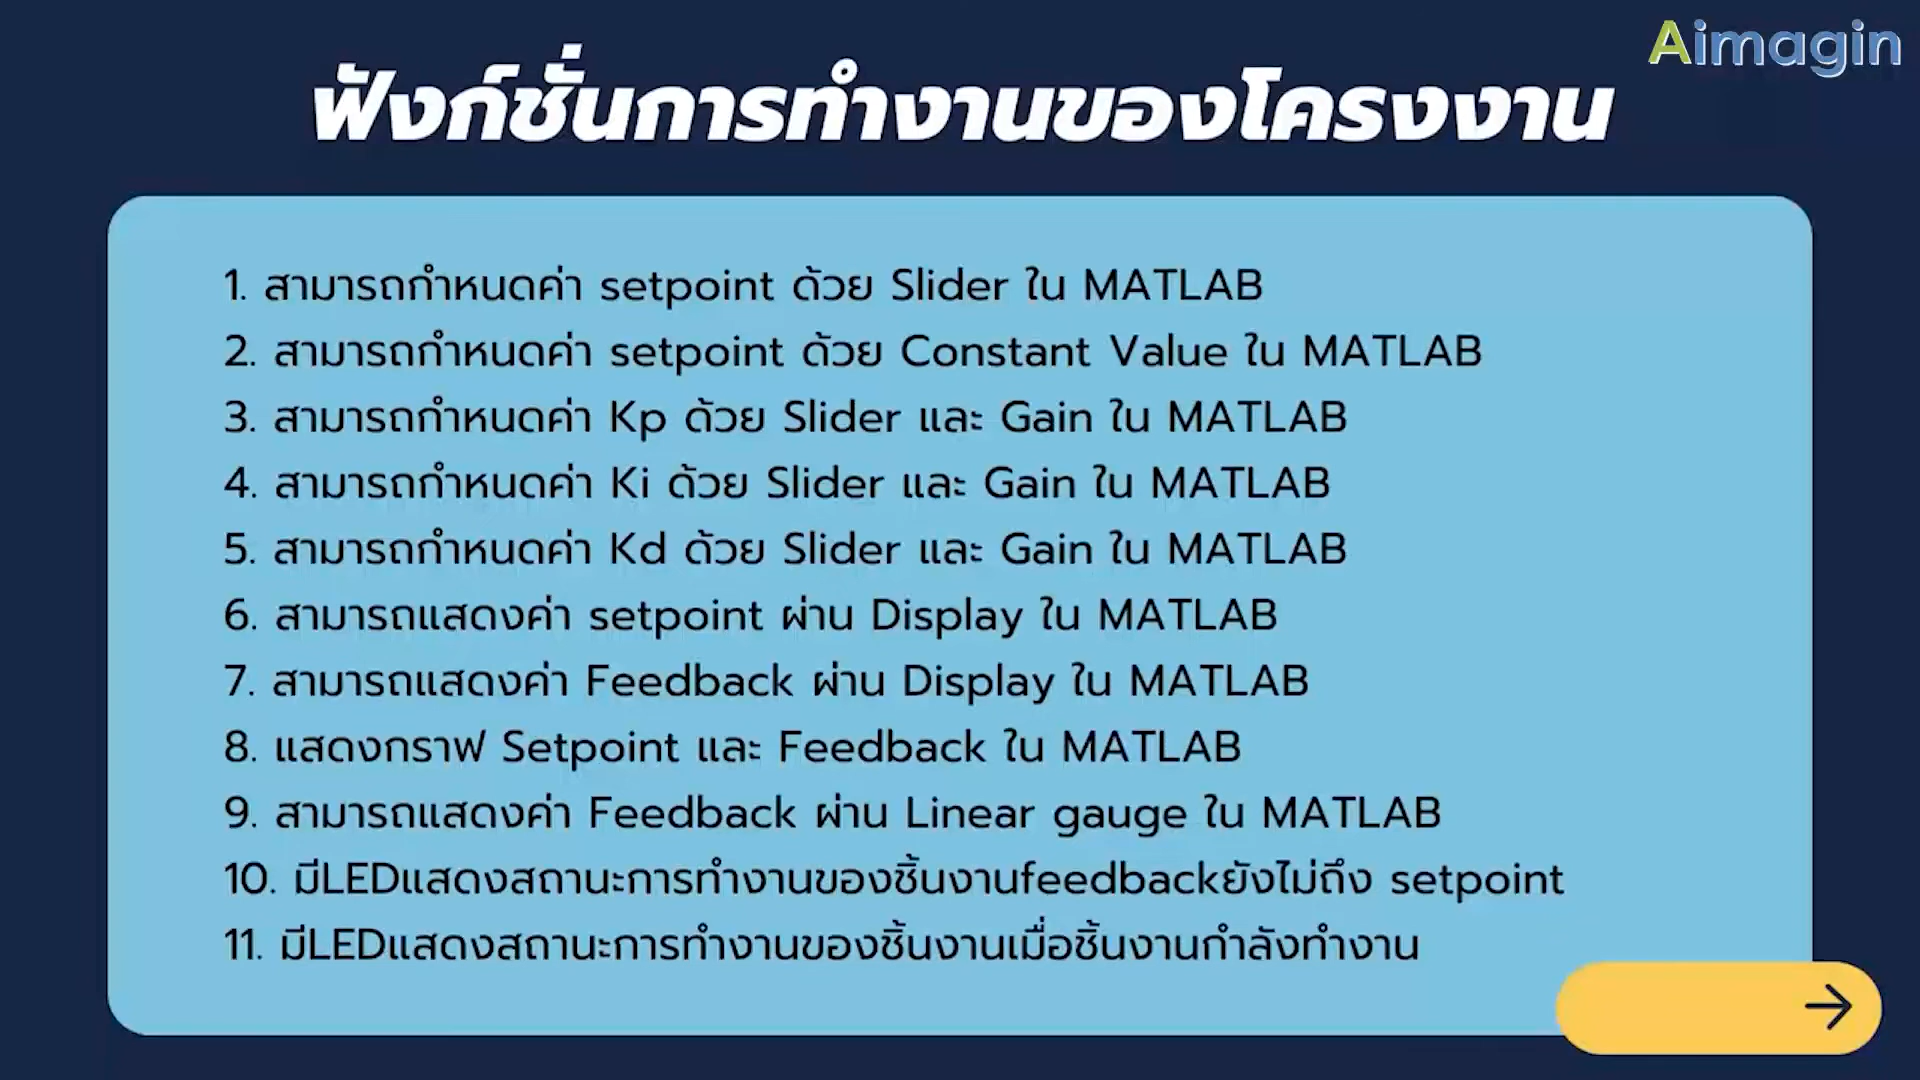 Aimagin
ฟังก์ชั่นการทำงานของโครงงาน
1. สามารถกำหนดค่า setpoint ด้วย Slider ใน MATLAB
2. สามารถกำหนดค่า setpoint ด้วย Constant Value ใน MATLAB
3. สามารถกำหนดค่า Kp ด้วย Slider และ Gain ใน MATLAB
4. สามารถกำหนดค่า Ki ด้วย Slider และ Gain ใน MATLAB
5. สามารถกำหนดค่า Kd ด้วย Slider และ Gain ใน MATLAB
6. สามารถแสดงค่า setpoint ผ่าน Display ใน MATLAB
7. สามารถแสดงค่า Feedback ผ่าน Display ใน MATLAB
8. แสดงกราฟ Setpoint และ Feedback ใน MATLAB
9. สามารถแสดงค่า Feedback ผ่าน Linear gauge ใน MATLAB
10. มีLEDแสดงสถานะการทำงานของชิ้นงานfeedbackยังไม่ถึง setpoint
11. มีLEDแสดงสถานะการทำงานของชิ้นงานเมื่อชิ้นงานกำลังทำงาน